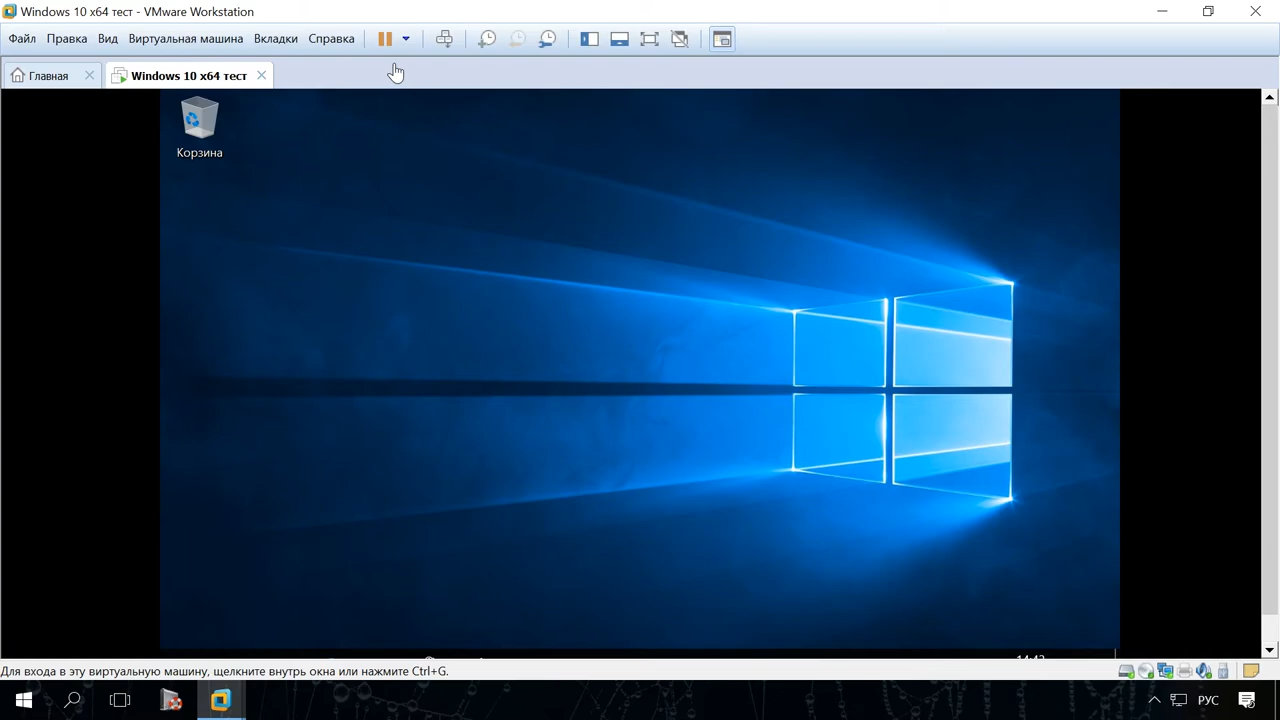 Windows 10 x64 тест - VMware Workstation
Файл Правка Вид Виртуальная машина Вкладки Справка
Главная Windows 10 x64 тест
Корзина
Для входа в эту виртуальную машину, щелкните внутрь окна или нажмите Ctrl+G.
РУС